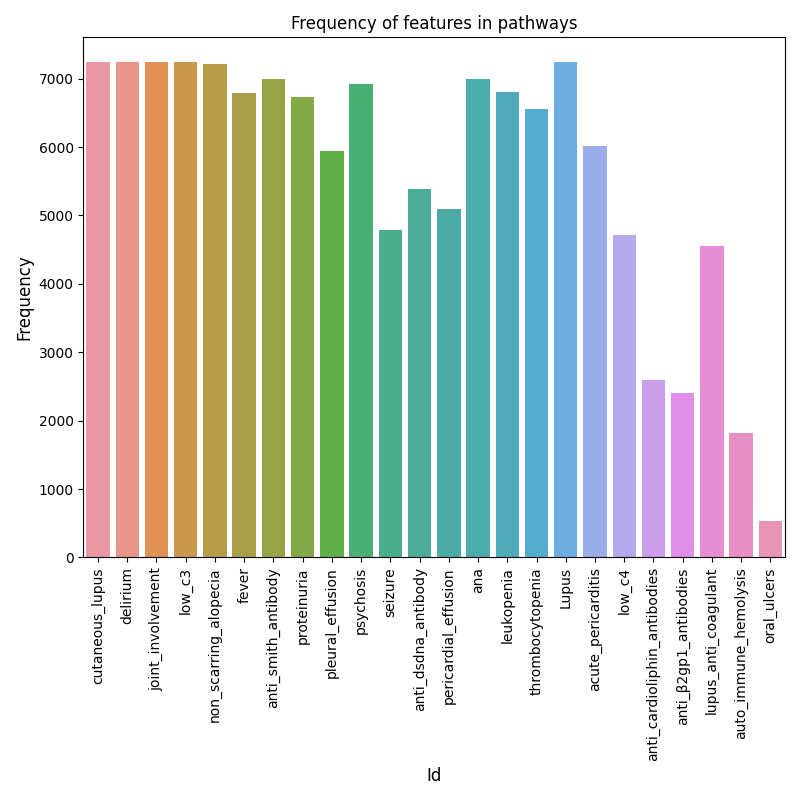 Frequency of features in pathways
Frequency
7000
6000
5000
4000
3000
2000
1000
0
cutaneous_lupus
delirium
joint_involvement
low_c3
non_scarring_alopecia
fever
anti_smith_antibody
proteinuria
pleural_effusion
psychosis
seizure
anti_dsdna_antibody
pericardial_effusion
ana
leukopenia
thrombocytopenia
Lupus
acute_pericarditis
low_c4
anti_cardioliphin_antibodies
anti_β2gp1_antibodies
lupus_anti_coagulant
auto_immune_hemolysis
oral_ulcers
Id